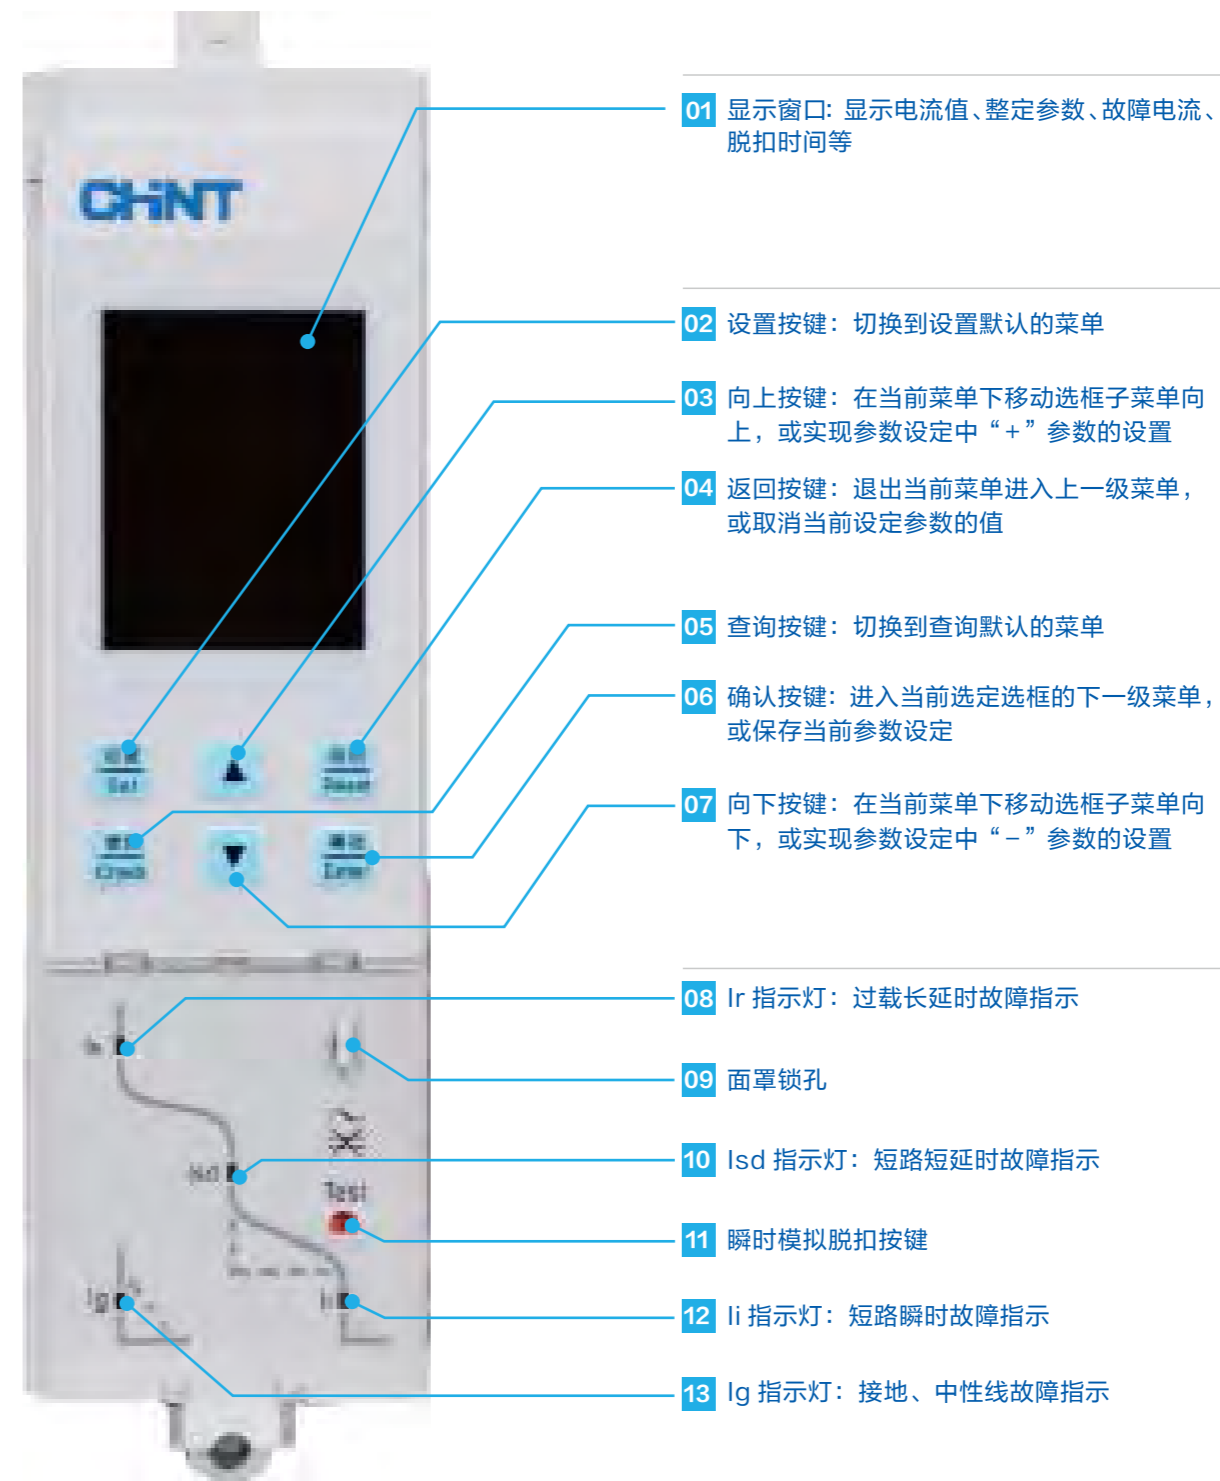 CHINT
01 显示窗口：显示电流值、整定参数、故障电流、
脱扣时间等
02 设置按键：切换到设置默认的菜单
03 向上按键：在当前菜单下移动选框子菜单向
上，或实现参数设定中“+”参数的设置
04 返回按键：退出当前菜单进入上一级菜单，
或取消当前设定参数的值
05 查询按键：切换到查询默认的菜单
06 确认按键：进入当前选定选框的下一级菜单，
或保存当前参数设定
07 向下按键：在当前菜单下移动选框子菜单向
下，或实现参数设定中“-”参数的设置
08 Ir 指示灯：过载长延时故障指示
09 面罩锁孔
10 Isd 指示灯：短路短延时故障指示
11 瞬时模拟脱扣按键
12 Ii 指示灯：短路瞬时故障指示
13 Ig 指示灯：接地、中性线故障指示
Set
Reset
Enter
Ir
Isd
Test
Ig
Ii